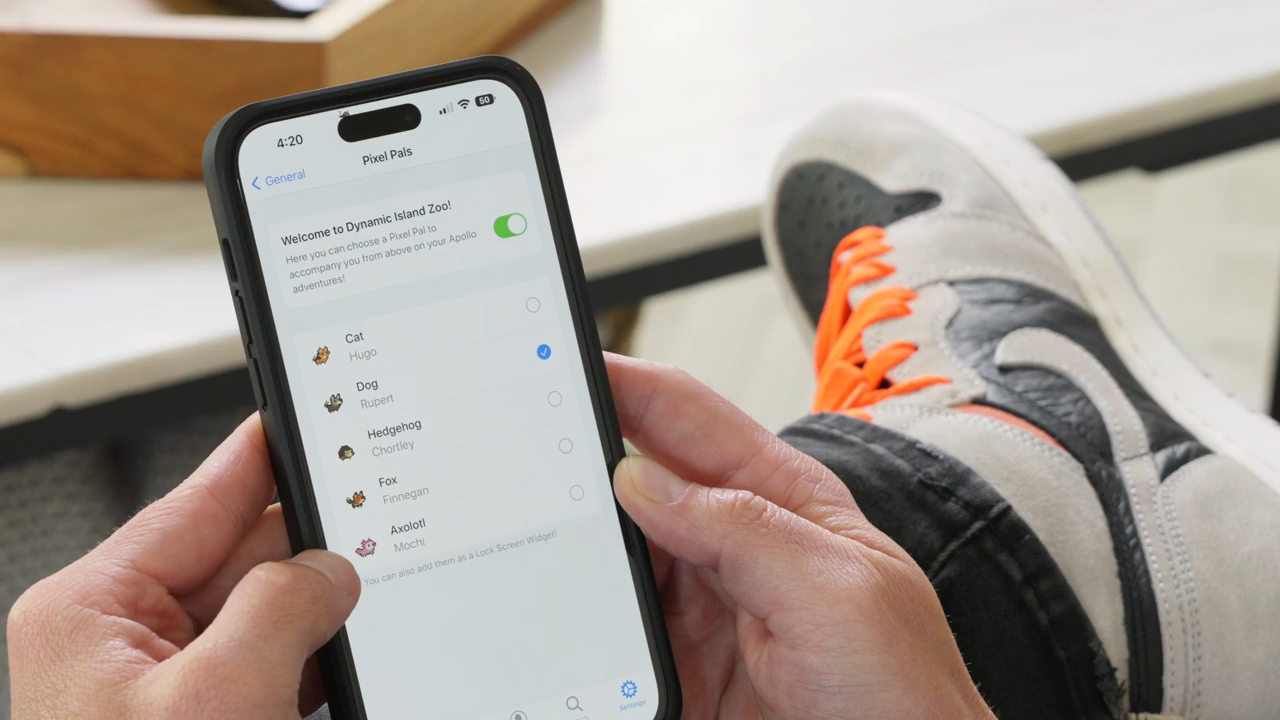 4:20
50
General
Pixel Pals
Welcome to Dynamic Island Zoo!
Here you can choose a Pixel Pal to
accompany you from above on your Apollo
adventures!
Cat
Hugo
Dog
Rupert
Hedgehog
Chortley
Fox
Finnegan
Axolotl
Mochi
You can also add them as a Lock Screen Widget!
Settings